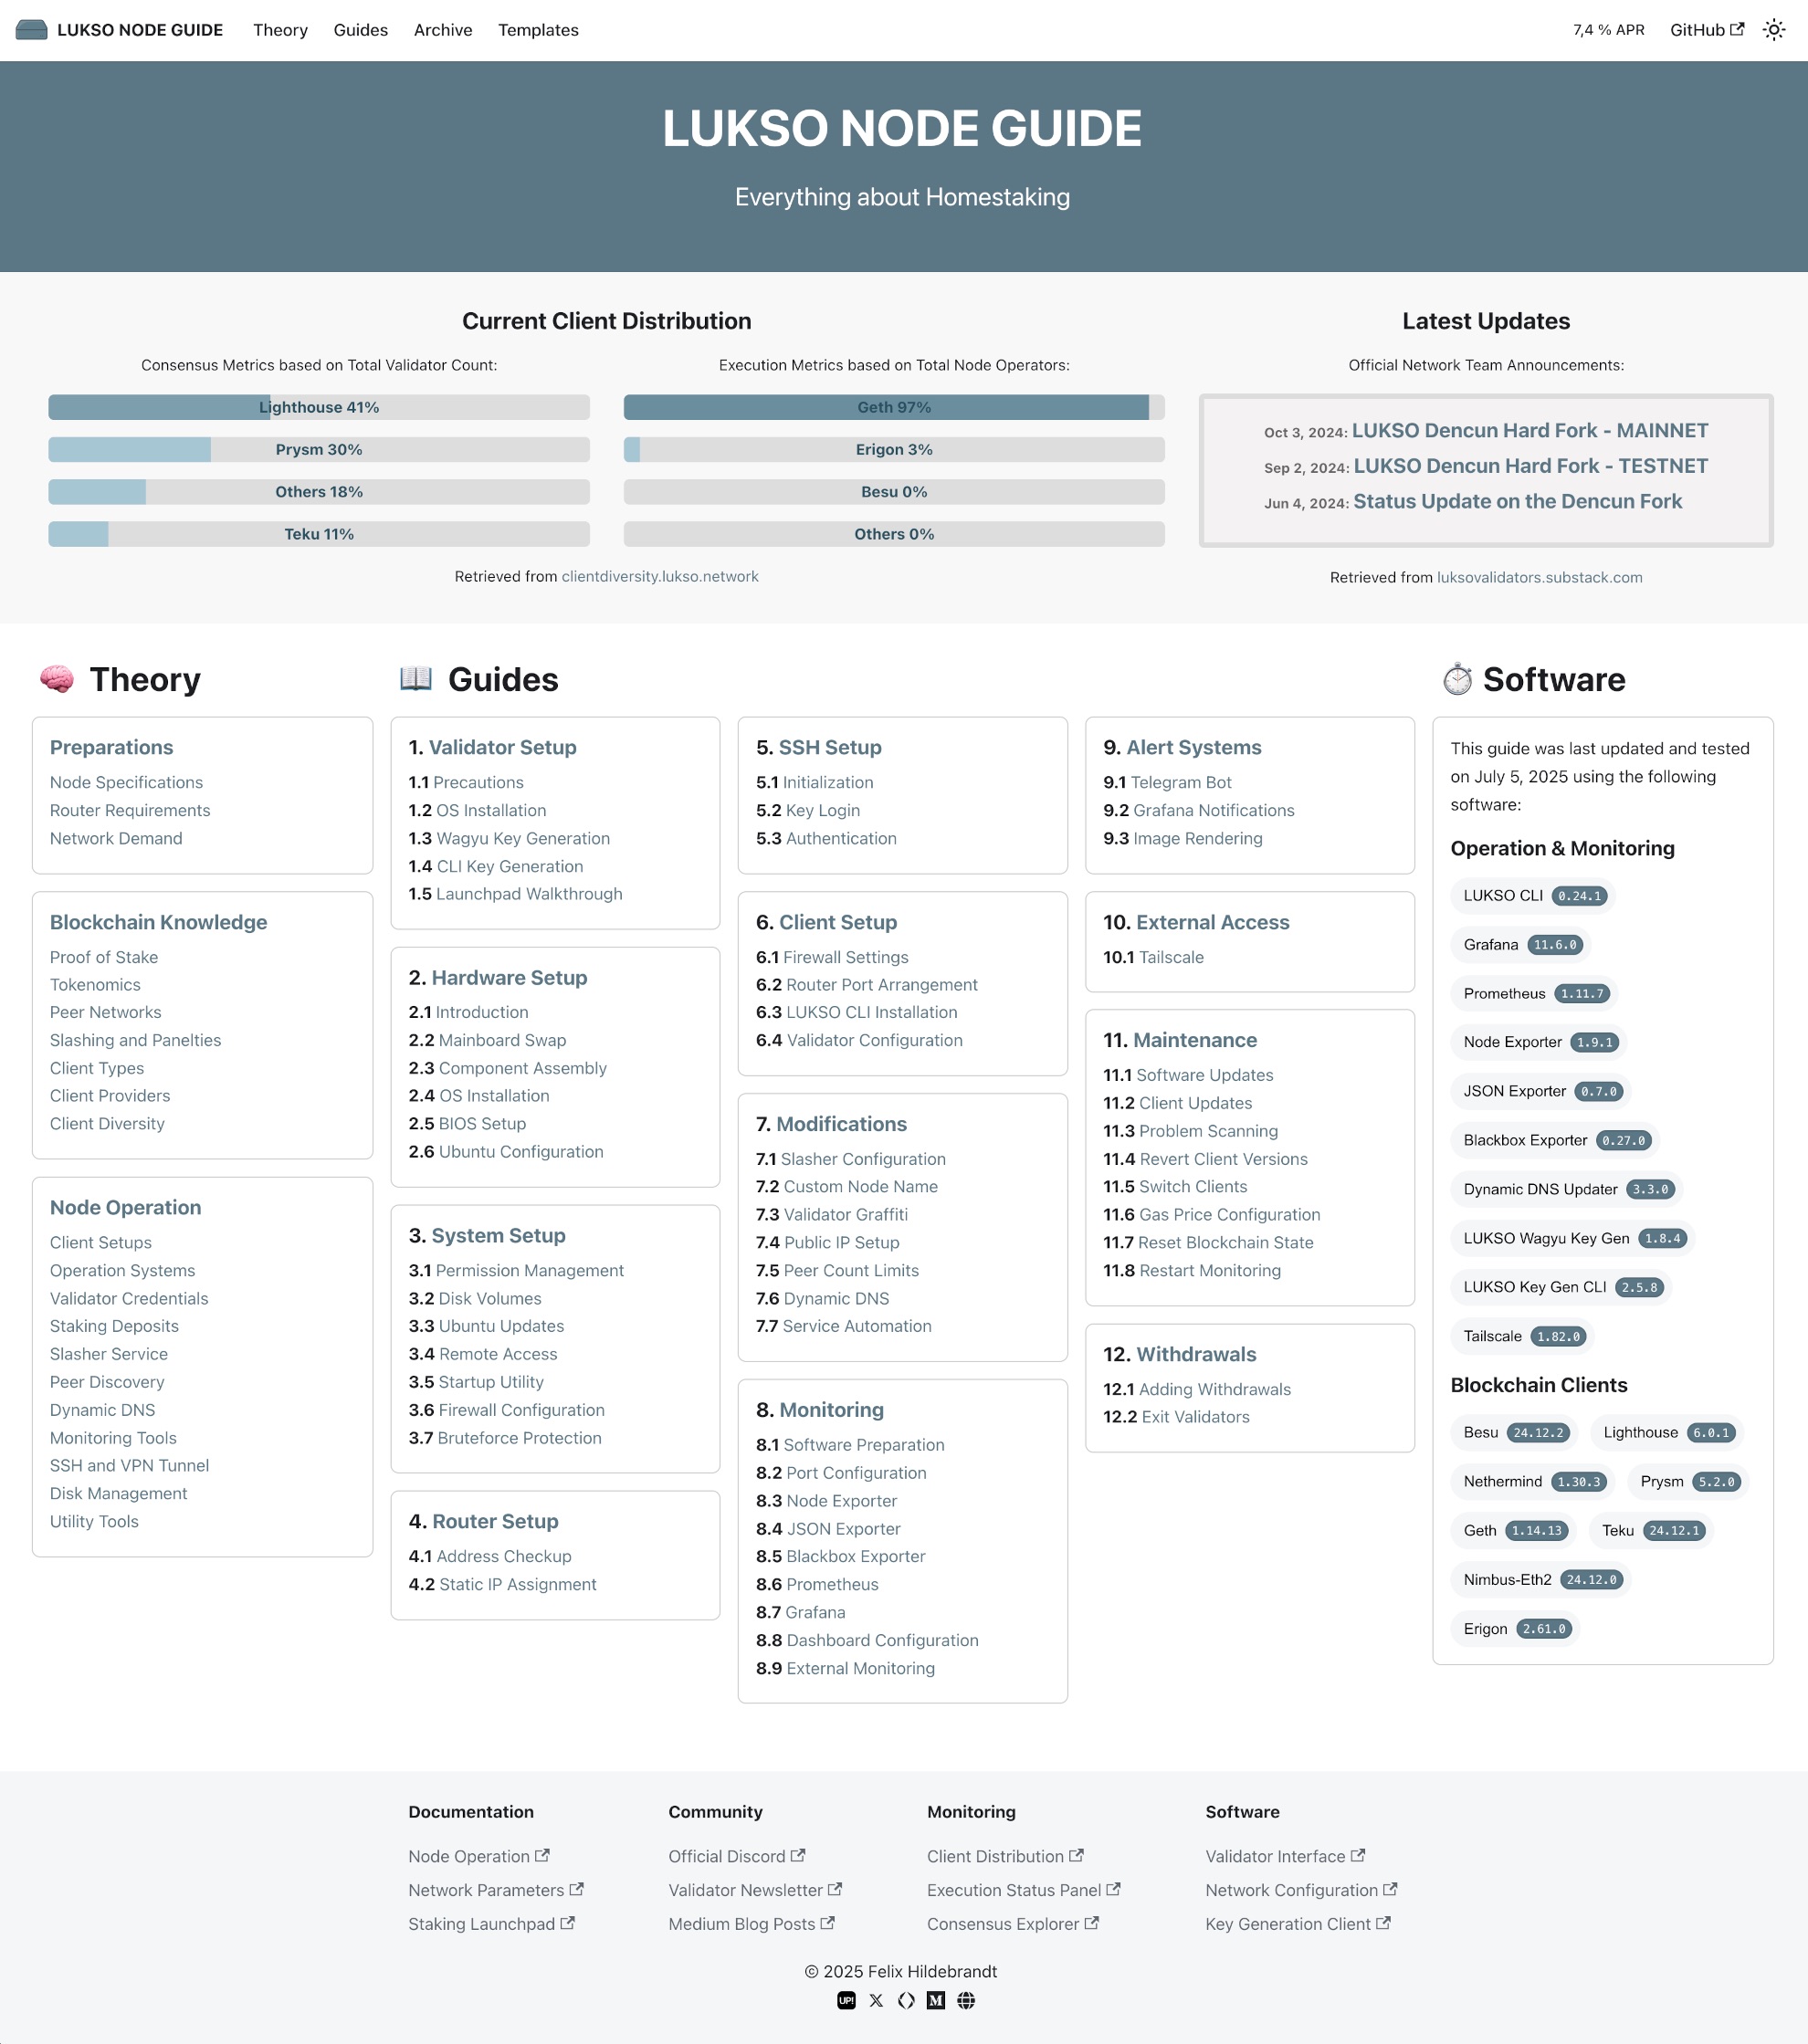 LUKSO NODE GUIDE
Theory
Guides
Archive
Templates
7,4 % APR
GitHub
LUKSO NODE GUIDE
Everything about Homestaking
Current Client Distribution
Consensus Metrics based on Total Validator Count:
Lighthouse 41%
Prysm 30%
Others 18%
Teku 11%
Execution Metrics based on Total Node Operators:
Geth 97%
Erigon 3%
Besu 0%
Others 0%
Retrieved from clientdiversity.lukso.network
Latest Updates
Official Network Team Announcements:
Oct 3, 2024: LUKSO Dencun Hard Fork - MAINNET
Sep 2, 2024: LUKSO Dencun Hard Fork - TESTNET
Jun 4, 2024: Status Update on the Dencun Fork
Retrieved from luksovalidators.substack.com
Theory
Preparations
Node Specifications
Router Requirements
Network Demand
Blockchain Knowledge
Proof of Stake
Tokenomics
Peer Networks
Slashing and Panelties
Client Types
Client Providers
Client Diversity
Node Operation
Client Setups
Operation Systems
Validator Credentials
Staking Deposits
Slasher Service
Peer Discovery
Dynamic DNS
Monitoring Tools
SSH and VPN Tunnel
Disk Management
Utility Tools
Guides
1. Validator Setup
1.1 Precautions
1.2 OS Installation
1.3 Wagyu Key Generation
1.4 CLI Key Generation
1.5 Launchpad Walkthrough
2. Hardware Setup
2.1 Introduction
2.2 Mainboard Swap
2.3 Component Assembly
2.4 OS Installation
2.5 BIOS Setup
2.6 Ubuntu Configuration
3. System Setup
3.1 Permission Management
3.2 Disk Volumes
3.3 Ubuntu Updates
3.4 Remote Access
3.5 Startup Utility
3.6 Firewall Configuration
3.7 Bruteforce Protection
4. Router Setup
4.1 Address Checkup
4.2 Static IP Assignment
5. SSH Setup
5.1 Initialization
5.2 Key Login
5.3 Authentication
6. Client Setup
6.1 Firewall Settings
6.2 Router Port Arrangement
6.3 LUKSO CLI Installation
6.4 Validator Configuration
7. Modifications
7.1 Slasher Configuration
7.2 Custom Node Name
7.3 Validator Graffiti
7.4 Public IP Setup
7.5 Peer Count Limits
7.6 Dynamic DNS
7.7 Service Automation
8. Monitoring
8.1 Software Preparation
8.2 Port Configuration
8.3 Node Exporter
8.4 JSON Exporter
8.5 Blackbox Exporter
8.6 Prometheus
8.7 Grafana
8.8 Dashboard Configuration
8.9 External Monitoring
9. Alert Systems
9.1 Telegram Bot
9.2 Grafana Notifications
9.3 Image Rendering
10. External Access
10.1 Tailscale
11. Maintenance
11.1 Software Updates
11.2 Client Updates
11.3 Problem Scanning
11.4 Revert Client Versions
11.5 Switch Clients
11.6 Gas Price Configuration
11.7 Reset Blockchain State
11.8 Restart Monitoring
12. Withdrawals
12.1 Adding Withdrawals
12.2 Exit Validators
Software
This guide was last updated and tested
on July 5, 2025 using the following
software:
Operation & Monitoring
LUKSO CLI 0.24.1
Grafana 11.6.0
Prometheus 1.11.7
Node Exporter 1.9.1
JSON Exporter 0.7.0
Blackbox Exporter 0.27.0
Dynamic DNS Updater 3.3.0
LUKSO Wagyu Key Gen 1.8.4
LUKSO Key Gen CLI 2.5.8
Tailscale 1.82.0
Blockchain Clients
Besu 24.12.2 Lighthouse 6.0.1
Nethermind 1.30.3 Prysm 5.2.0
Geth 1.14.13 Teku 24.12.1
Nimbus-Eth2 24.12.0
Erigon 2.61.0
Documentation
Node Operation
Network Parameters
Staking Launchpad
Community
Official Discord
Validator Newsletter
Medium Blog Posts
Monitoring
Client Distribution
Execution Status Panel
Consensus Explorer
Software
Validator Interface
Network Configuration
Key Generation Client
© 2025 Felix Hildebrandt
UP!